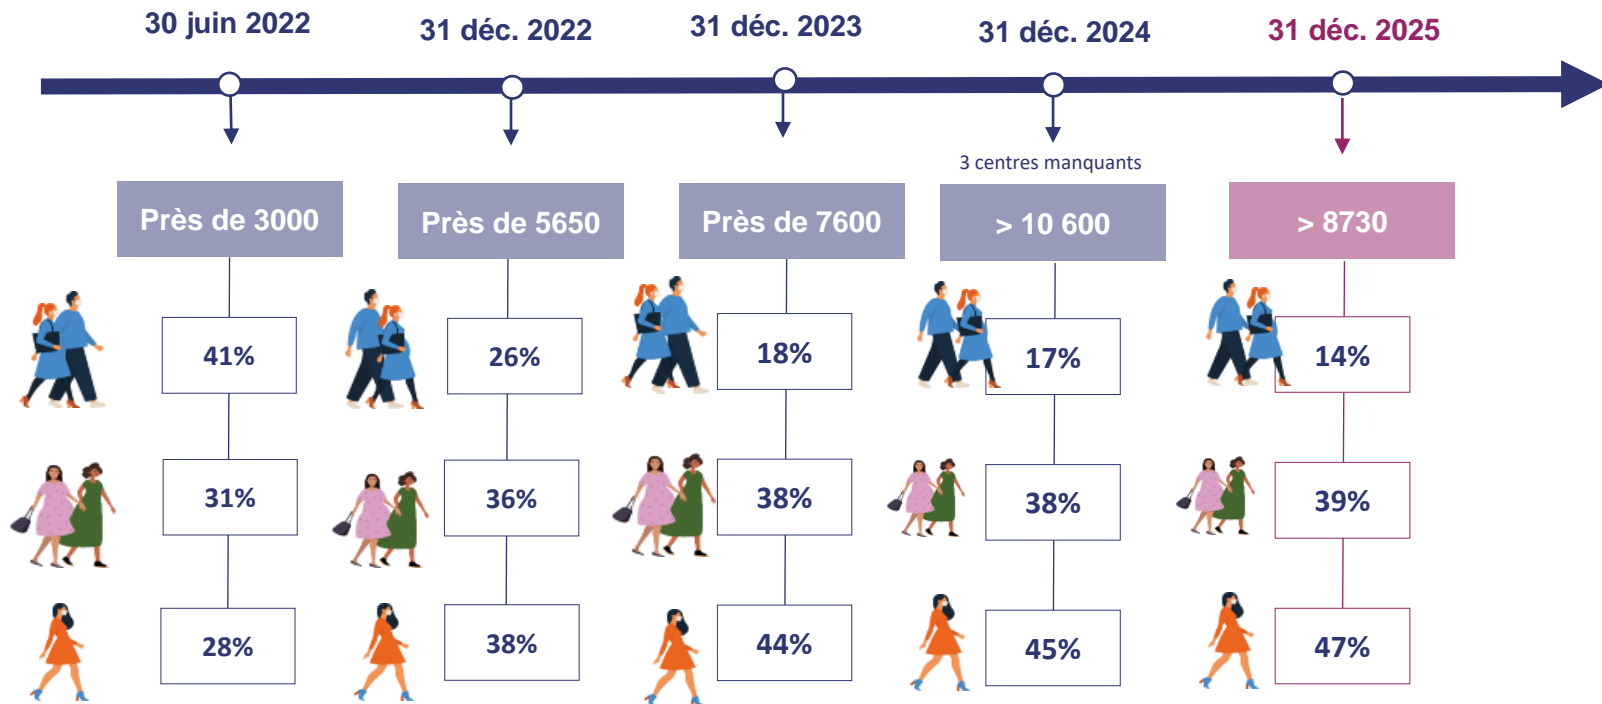 30 juin 2022
31 déc. 2022
31 déc. 2023
31 déc. 2024
31 déc. 2025
3 centres manquants
Près de 3000
Près de 5650
Près de 7600
> 10 600
> 8730
41%
26%
18%
17%
14%
31%
36%
38%
38%
39%
28%
38%
44%
45%
47%